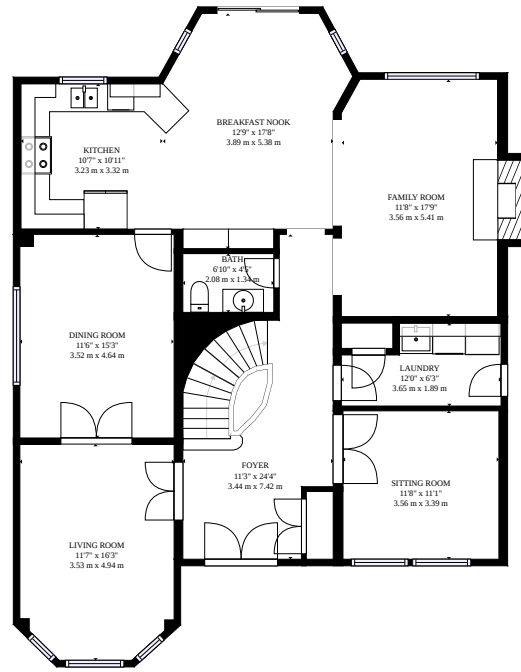 BREAKFAST NOOK
12'9" x 17'8"
3.89 m x 5.38 m
KITCHEN
10'7" x 10'11"
3.23 m x 3.32 m
FAMILY ROOM
11'8" x 17'9"
3.56 m x 5.41 m
BATH
6'10" x 4'5"
2.08 m x 1.34 m
DINING ROOM
11'6" x 15'3"
3.52 m x 4.64 m
LAUNDRY
12'0" x 6'3"
3.65 m x 1.89 m
FOYER
11'3" x 24'4"
3.44 m x 7.42 m
SITTING ROOM
11'8" x 11'1"
3.56 m x 3.39 m
LIVING ROOM
11'7" x 16'3"
3.53 m x 4.94 m